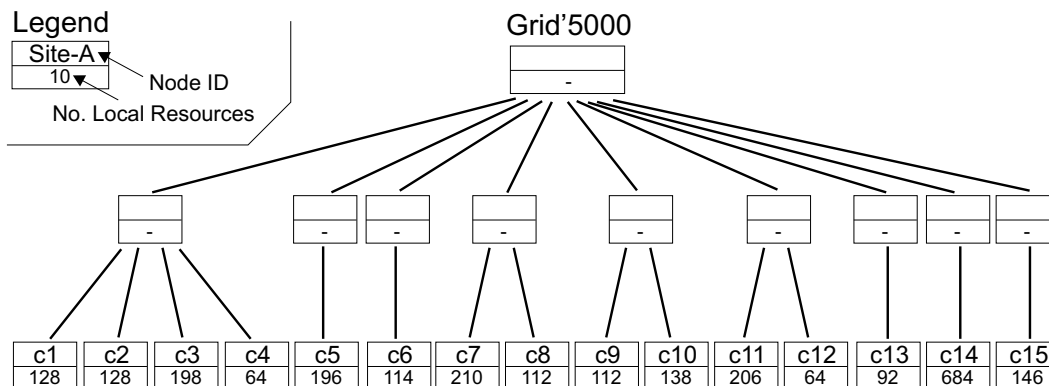 Legend
Grid'5000
Site-A
10
Node ID
No. Local Resources
-
- - - - - - - - -
c1 c2 c3 c4 c5 c6 c7 c8 c9 c10 c11 c12 c13 c14 c15
128 128 198 64 196 114 210 112 112 138 206 64 92 684 146